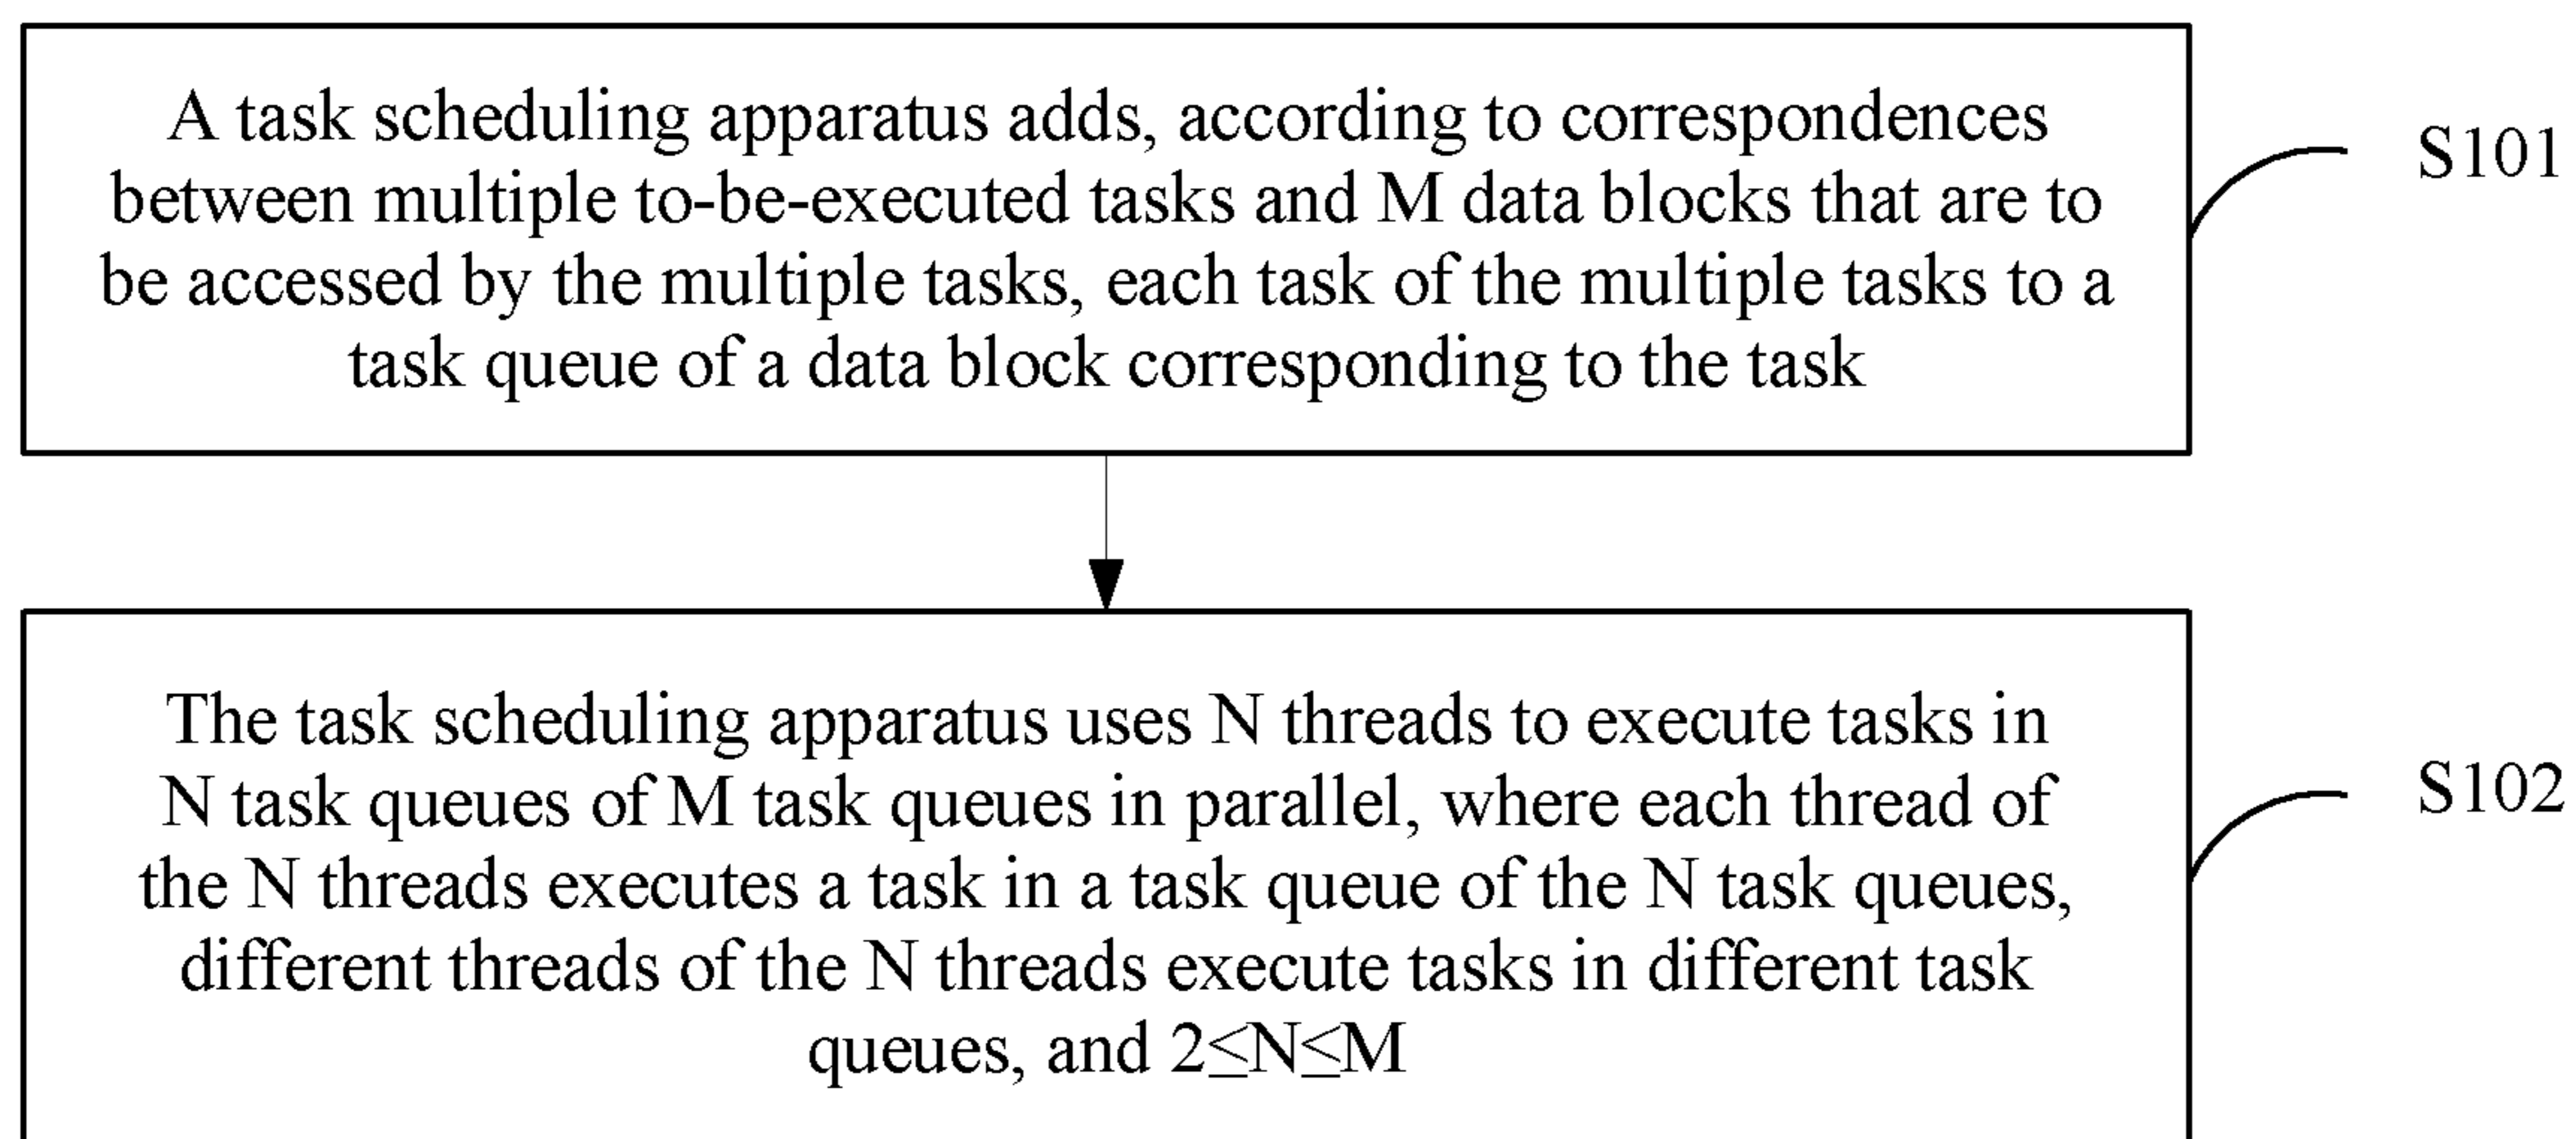 A task scheduling apparatus adds, according to correspondences
between multiple to-be-executed tasks and M data blocks that are to
be accessed by the multiple tasks, each task of the multiple tasks to a
task queue of a data block corresponding to the task
S101
The task scheduling apparatus uses N threads to execute tasks in
N task queues of M task queues in parallel, where each thread of
the N threads executes a task in a task queue of the N task queues,
different threads of the N threads execute tasks in different task
queues, and 2≤N≤M
S102